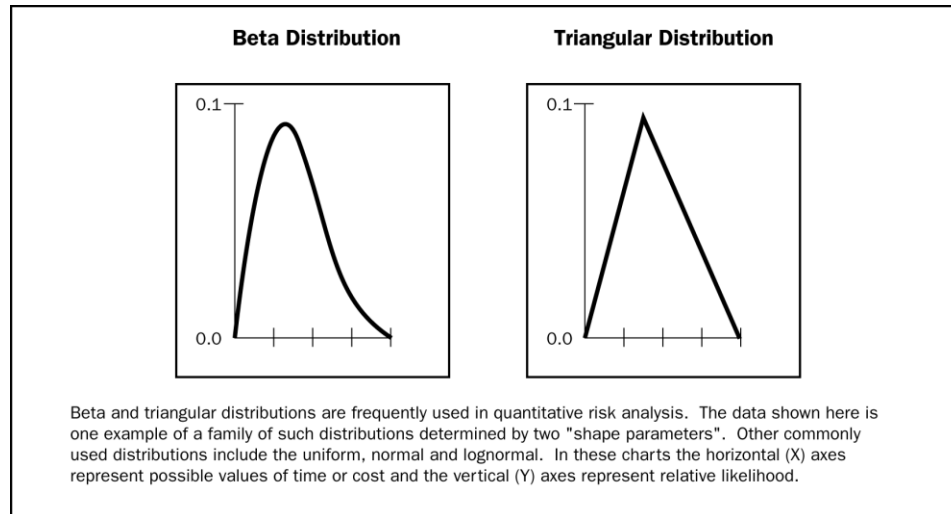 Beta Distribution
Triangular Distribution
0.1
0.0
0.1
0.0
Beta and triangular distributions are frequently used in quantitative risk analysis. The data shown here is
one example of a family of such distributions determined by two "shape parameters". Other commonly
used distributions include the uniform, normal and lognormal. In these charts the horizontal (X) axes
represent possible values of time or cost and the vertical (Y) axes represent relative likelihood.